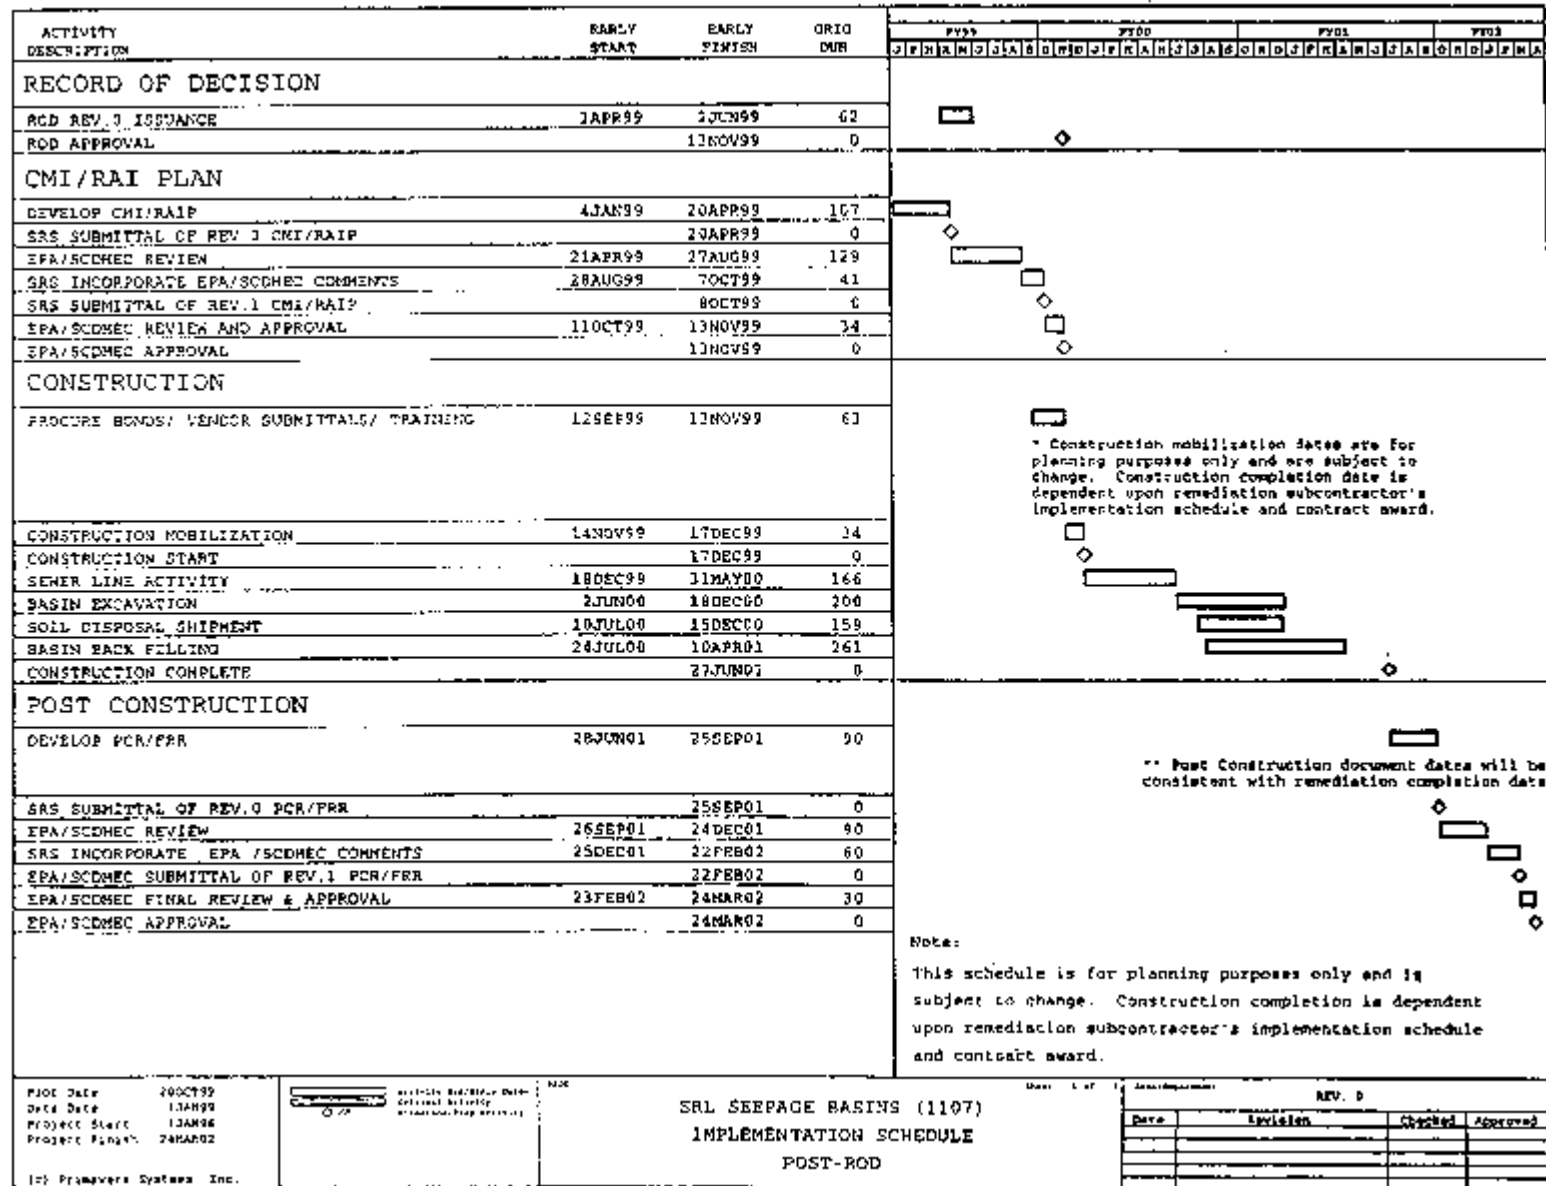 ACTIVITY DESCRIPTION EARLY START EARLY FINISH ORIG DUR FY99 FY00 FY01 FY02
J F M A M J J A S O N D J F M A M J J A S O N D J F M A M J J A S O N D J F M A
RECORD OF DECISION
ROD REV.0 ISSUANCE 2JUN99 62
ROD APPROVAL 13NOV99 0
CMI/RAI PLAN
DEVELOP CMI/RAIP 4JAN99 20APR99 107
SRS SUBMITTAL OF REV 0 CMI/RAIP 20APR99 0
EPA/SCDHEC REVIEW 21APR99 27AUG99 129
SRS INCORPORATE EPA/SCDHEC COMMENTS 28AUG99 7OCT99 41
SRS SUBMITTAL OF REV.1 CMI/RAIP 8OCT99 0
EPA/SCDHEC REVIEW AND APPROVAL 11OCT99 13NOV99 34
EPA/SCDHEC APPROVAL 13NOV99 0
CONSTRUCTION
PROCURE BONDS/ VENDOR SUBMITTALS/ TRAINING 12SEP99 13NOV99 63
* Construction mobilization dates are for
planning purposes only and are subject to
change. Construction completion date is
dependent upon remediation subcontractor's
implementation schedule and contract award.
CONSTRUCTION MOBILIZATION 14NOV99 17DEC99 34
CONSTRUCTION START 17DEC99 0
SEWER LINE ACTIVITY 18DEC99 31MAY00 166
BASIN EXCAVATION 2JUN00 18DEC00 200
SOIL DISPOSAL SHIPMENT 10JUL00 15DEC00 159
BASIN BACK FILLING 24JUL00 10APR01 261
CONSTRUCTION COMPLETE 27JUN01 0
POST CONSTRUCTION
DEVELOP PCR/FRR 28JUN01 25SEP01 90
** Post Construction document dates will be
consistent with remediation completion date
SRS SUBMITTAL OF REV.0 PCR/FRR 25SEP01 0
EPA/SCDHEC REVIEW 26SEP01 24DEC01 90
SRS INCORPORATE EPA /SCDHEC COMMENTS 25DEC01 22FEB02 60
EPA/SCDHEC SUBMITTAL OF REV.1 PCR/FRR 22FEB02 0
EPA/SCDHEC FINAL REVIEW & APPROVAL 23FEB02 24MAR02 30
EPA/SCDHEC APPROVAL 24MAR02 0
Note:
This schedule is for planning purposes only and is
subject to change. Construction completion is dependent
upon remediation subcontractor's implementation schedule
and contract award.
Plot Date 20OCT99
Data Date 1JAN99
Project Start 1JAN96
Project Finish 24MAR02
(c) Primavera Systems Inc.
SRL SEEPAGE BASINS (1107)
IMPLEMENTATION SCHEDULE
POST-ROD
REV. 0
Date Revision Checked Approved